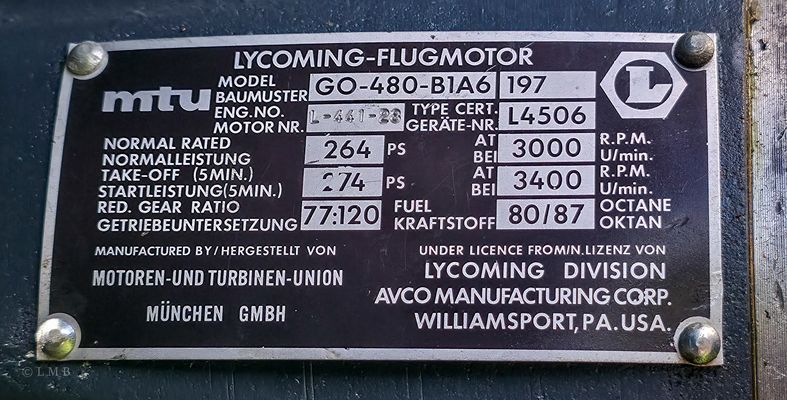 LYCOMING-FLUGMOTOR
mtu
MODEL GO-480-B1A6 197
BAUMUSTER
L
ENG.NO. L-441-23 TYPE CERT. L4506
MOTOR NR. GERÄTE-NR.
NORMAL RATED 264 PS AT 3000 R.P.M.
NORMALLEISTUNG BEI U/min.
TAKE-OFF (5MIN.) 274 PS AT 3400 R.P.M.
STARTLEISTUNG(5MIN.) BEI U/min.
RED. GEAR RATIO 77:120 FUEL 80/87 OCTANE
GETRIEBEUNTERSETZUNG KRAFTSTOFF OKTAN
MANUFACTURED BY/HERGESTELLT VON UNDER LICENCE FROM/IN.LIZENZ VON
MOTOREN-UND TURBINEN-UNION LYCOMING DIVISION
MÜNCHEN GMBH AVCO MANUFACTURING CORP.
WILLIAMSPORT, PA. USA.
© L M B